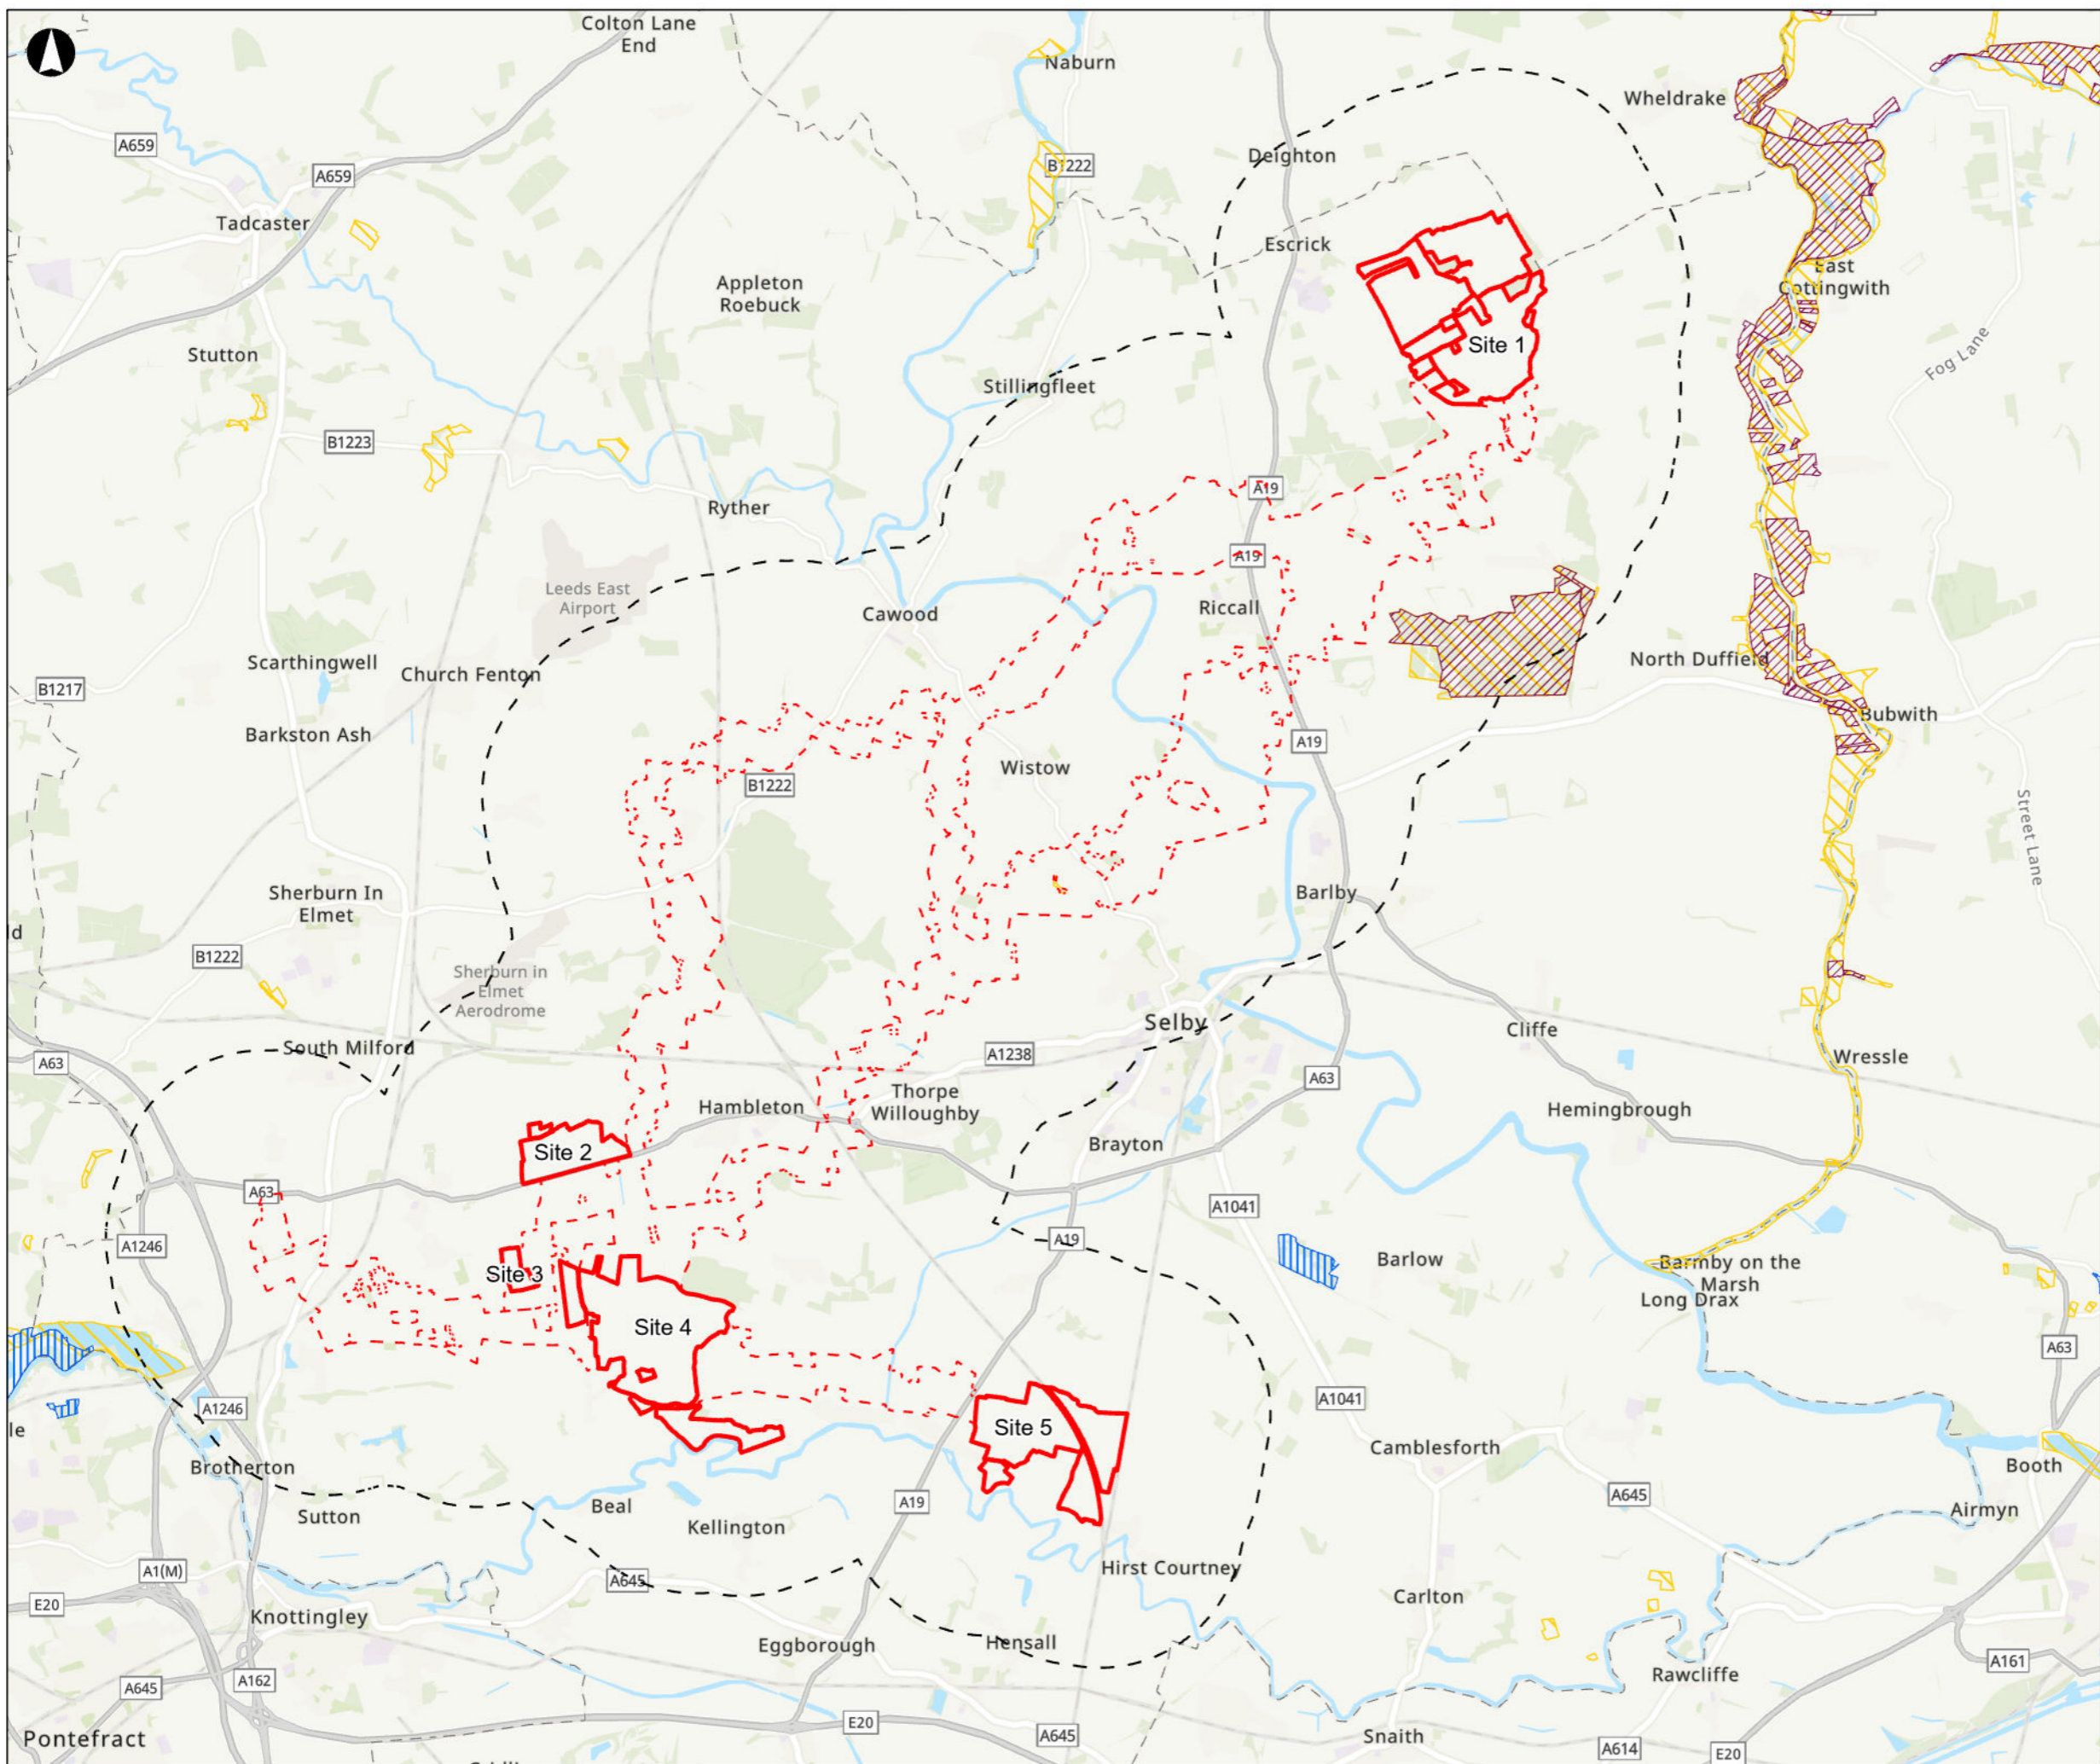 Colton Lane
End
Naburn
Wheldrake
A659
A659
B1222
Deighton
Tadcaster
Escrick
East
Cottingwith
Appleton
Roebuck
Stutton
Site 1
Fog Lane
Stillingfleet
B1223
Ryther
A19
A19
Leeds East
Airport
Cawood
Riccall
Scarthingwell
Church Fenton
North Duffield
B1217
Barkston Ash
Bubwith
A19
Wistow
B1222
Street Lane
Sherburn In
Elmet
Barlby
ld
B1222
Sherburn in
Elmet
Aerodrome
Selby
Cliffe
South Milford
A1238
A63
Wressle
A63
Thorpe
Willoughby
Hambleton
Hemingbrough
Brayton
Site 2
A63
A1041
A19
A1246
Barlow
Barmby on the
Marsh
Long Drax
Site 3
Site 4
A63
A1246
A1041
le
Site 5
Camblesforth
Brotherton
Booth
A645
A19
Beal
Sutton
Kellington
Airmyn
A1(M)
A645
Hirst Courtney
E20
Carlton
Knottingley
Eggborough
Hensall
A162
A645
Rawcliffe
A161
E20
A645
Pontefract
Snaith
A614
E20